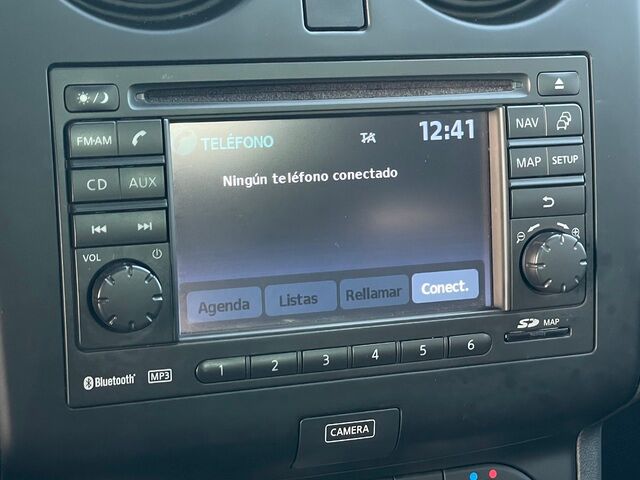 FM·AM
CD
AUX
VOL
Bluetooth
MP3
TELÉFONO
TA
12:41
Ningún teléfono conectado
Agenda
Listas
Rellamar
Conect.
1 2 3 4 5 6
NAV
MAP
SETUP
SD MAP
CAMERA